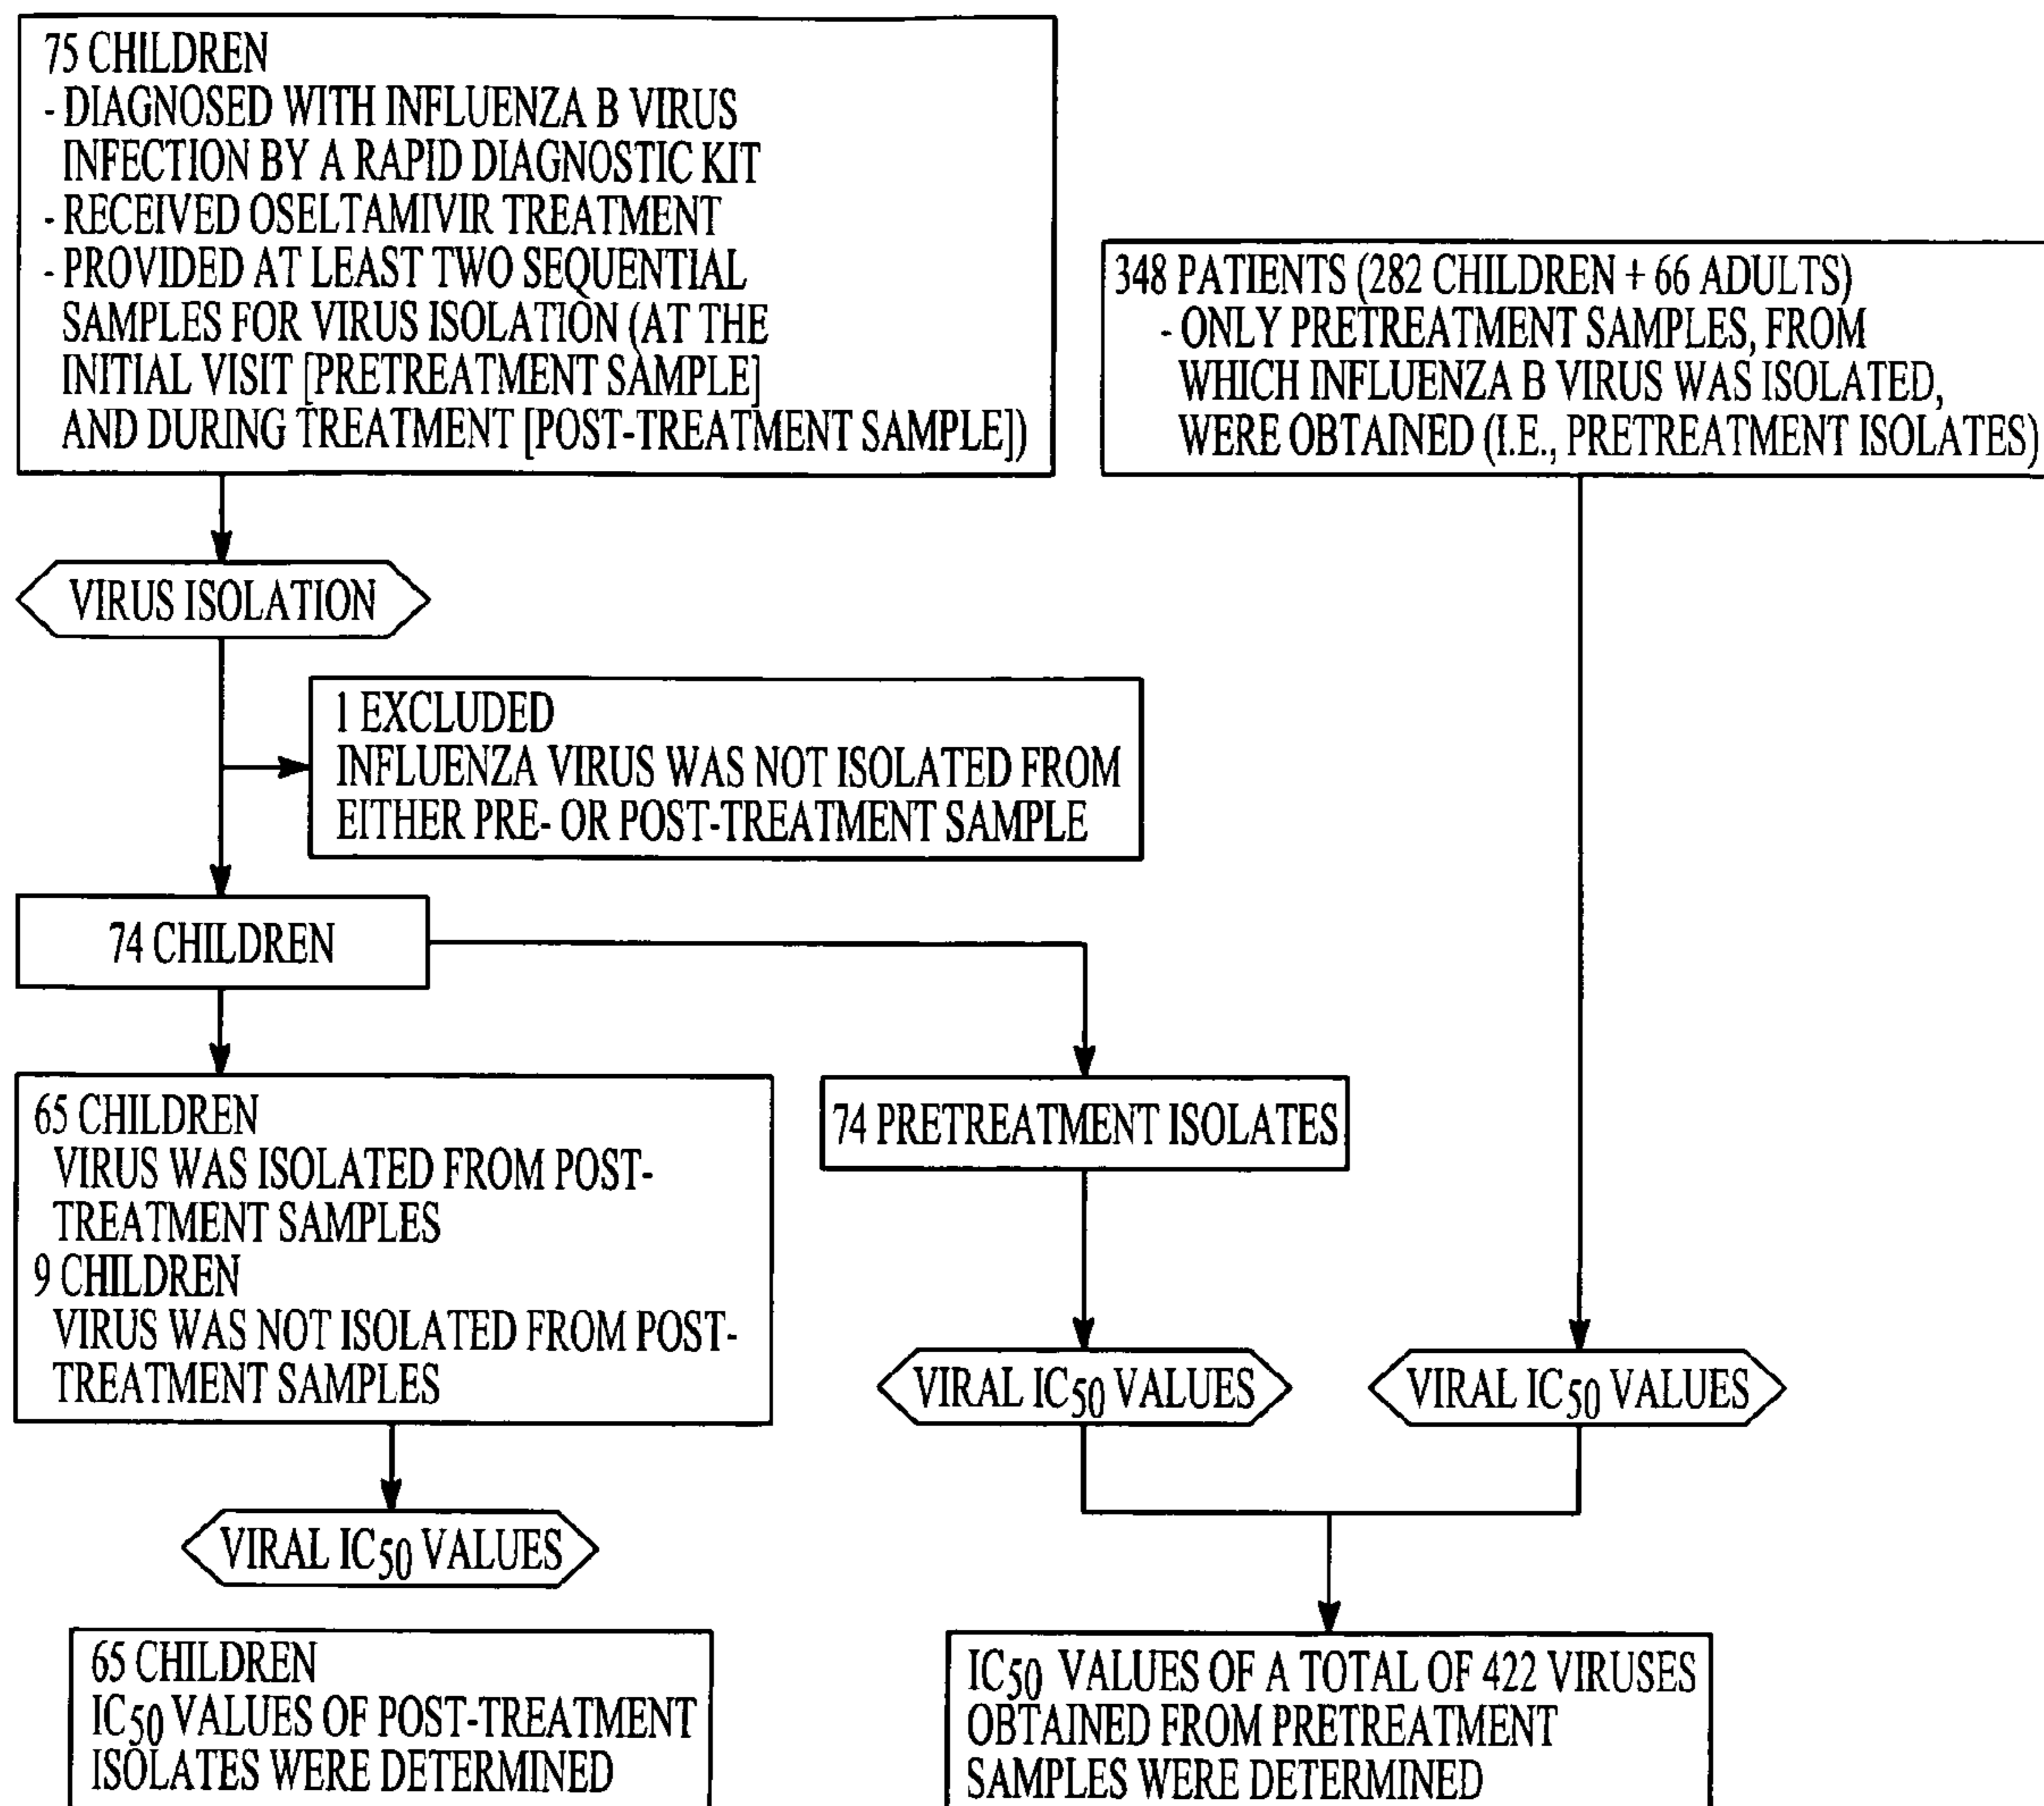 75 CHILDREN
- DIAGNOSED WITH INFLUENZA B VIRUS
INFECTION BY A RAPID DIAGNOSTIC KIT
- RECEIVED OSELTAMIVIR TREATMENT
- PROVIDED AT LEAST TWO SEQUENTIAL
SAMPLES FOR VIRUS ISOLATION (AT THE
INITIAL VISIT [PRETREATMENT SAMPLE]
AND DURING TREATMENT [POST-TREATMENT SAMPLE])
348 PATIENTS (282 CHILDREN + 66 ADULTS)
- ONLY PRETREATMENT SAMPLES, FROM
WHICH INFLUENZA B VIRUS WAS ISOLATED,
WERE OBTAINED (I.E., PRETREATMENT ISOLATES)
VIRUS ISOLATION
1 EXCLUDED
INFLUENZA VIRUS WAS NOT ISOLATED FROM
EITHER PRE- OR POST-TREATMENT SAMPLE
74 CHILDREN
65 CHILDREN
VIRUS WAS ISOLATED FROM POST-
TREATMENT SAMPLES
9 CHILDREN
VIRUS WAS NOT ISOLATED FROM POST-
TREATMENT SAMPLES
74 PRETREATMENT ISOLATES
VIRAL IC50 VALUES
VIRAL IC50 VALUES
VIRAL IC50 VALUES
65 CHILDREN
IC50 VALUES OF POST-TREATMENT
ISOLATES WERE DETERMINED
IC50 VALUES OF A TOTAL OF 422 VIRUSES
OBTAINED FROM PRETREATMENT
SAMPLES WERE DETERMINED